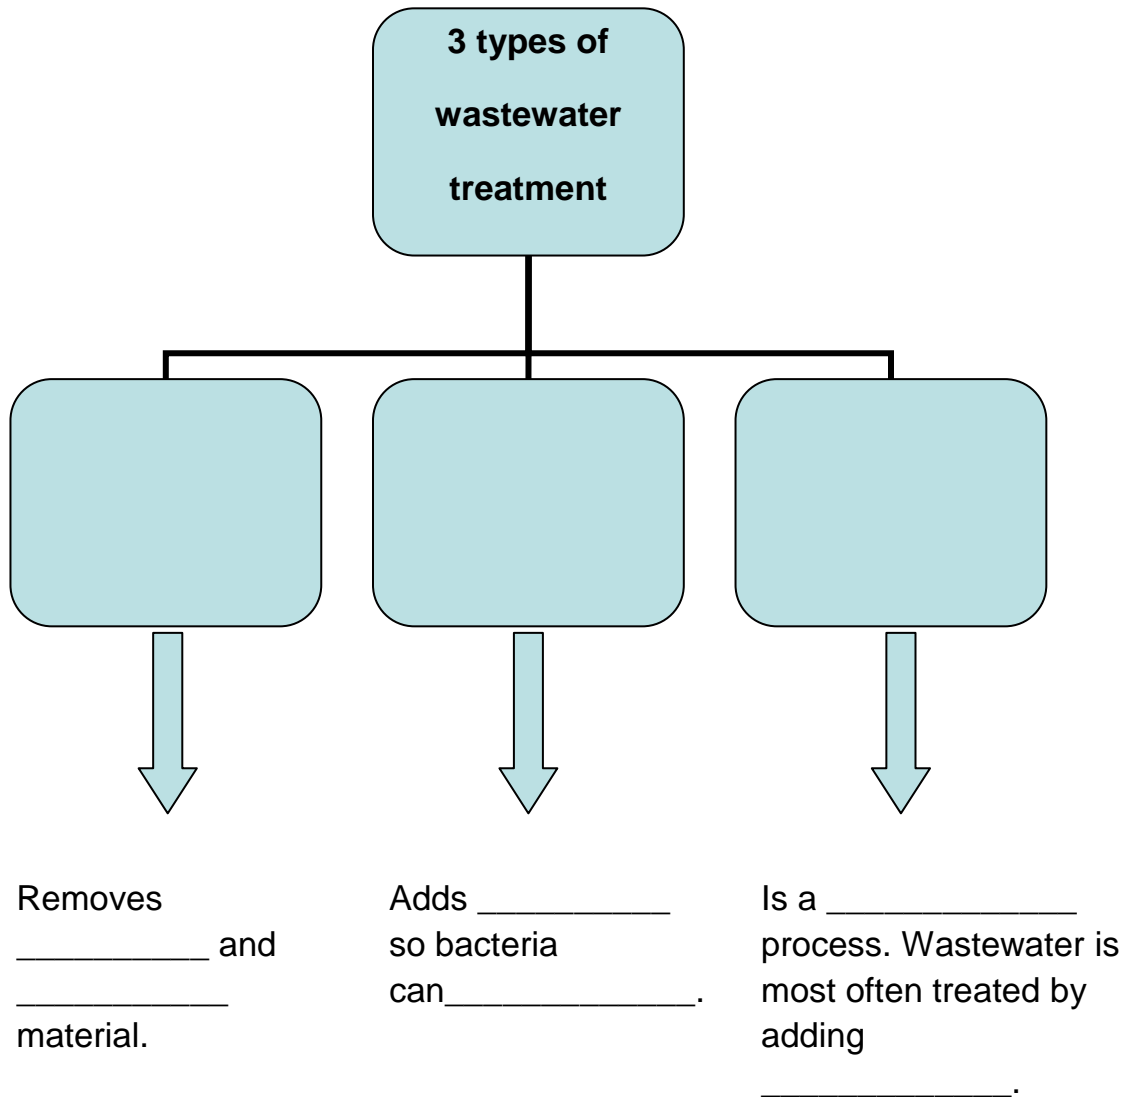 3 types of
wastewater
treatment
Removes
__________ and
___________
material.
Adds __________
so bacteria
can_____________.
Is a _____________
process. Wastewater is
most often treated by
adding
_____________.